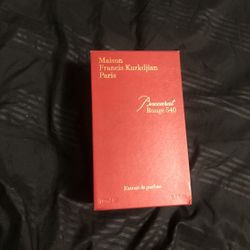 Maison
Francis Kurkdjian
Paris
Baccarat
Rouge 540
Extrait de parfum